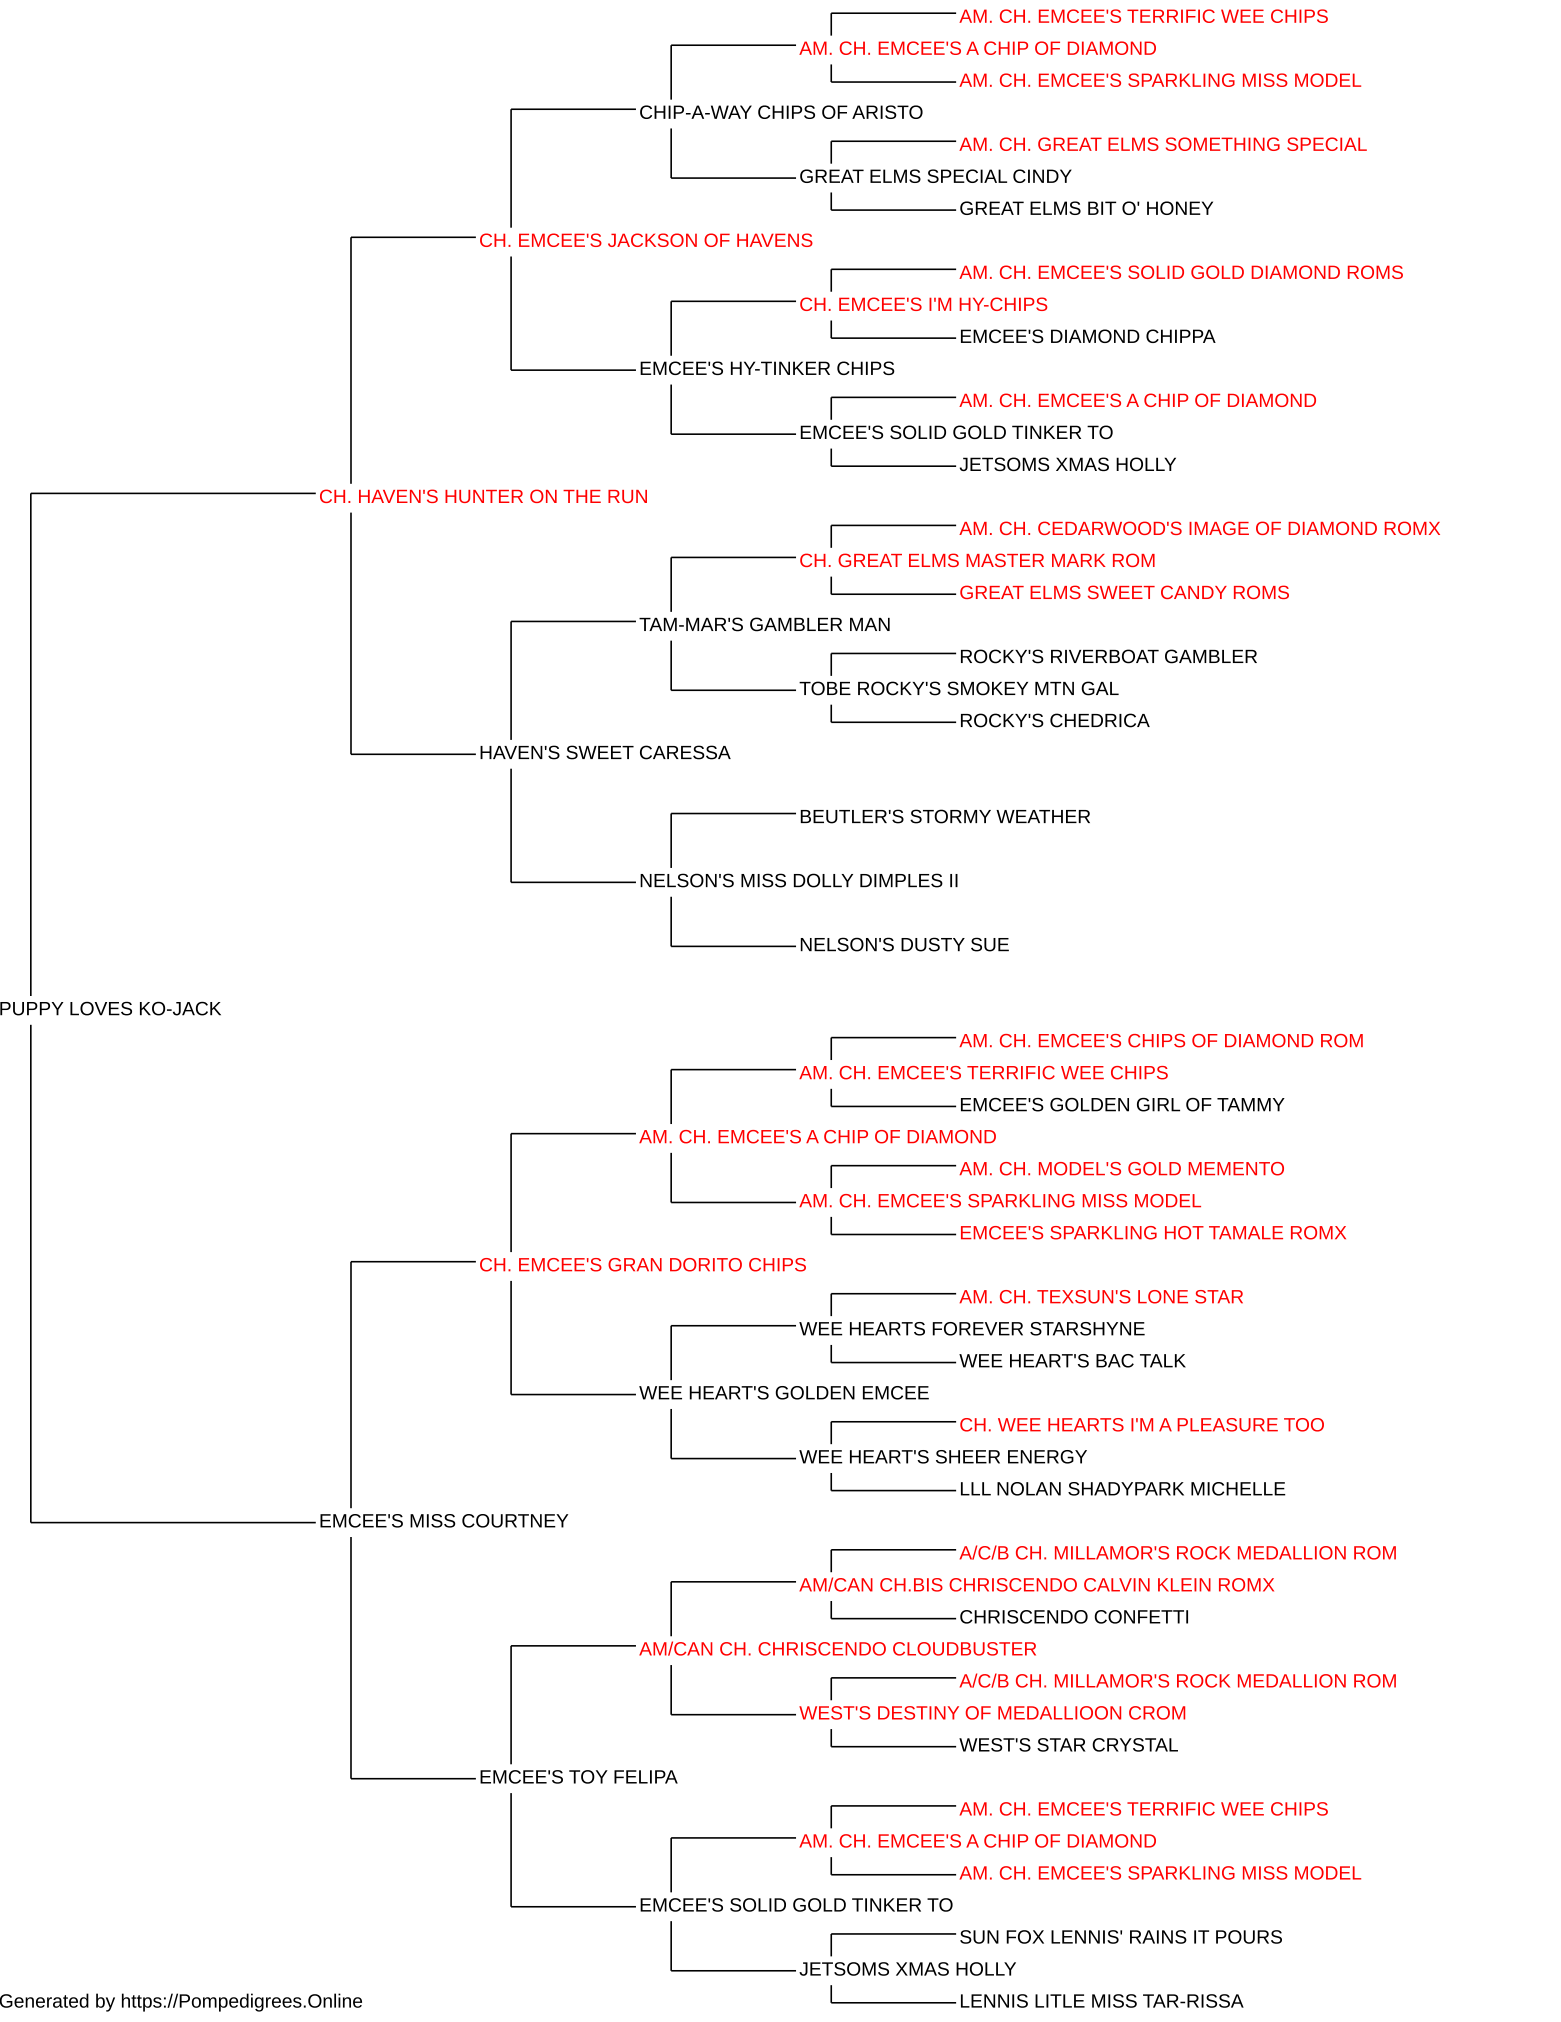 AM. CH. EMCEE'S TERRIFIC WEE CHIPS
AM. CH. EMCEE'S A CHIP OF DIAMOND
AM. CH. EMCEE'S SPARKLING MISS MODEL
CHIP-A-WAY CHIPS OF ARISTO
AM. CH. GREAT ELMS SOMETHING SPECIAL
GREAT ELMS SPECIAL CINDY
GREAT ELMS BIT O' HONEY
CH. EMCEE'S JACKSON OF HAVENS
AM. CH. EMCEE'S SOLID GOLD DIAMOND ROMS
CH. EMCEE'S I'M HY-CHIPS
EMCEE'S DIAMOND CHIPPA
EMCEE'S HY-TINKER CHIPS
AM. CH. EMCEE'S A CHIP OF DIAMOND
EMCEE'S SOLID GOLD TINKER TO
JETSOMS XMAS HOLLY
CH. HAVEN'S HUNTER ON THE RUN
AM. CH. CEDARWOOD'S IMAGE OF DIAMOND ROMX
CH. GREAT ELMS MASTER MARK ROM
GREAT ELMS SWEET CANDY ROMS
TAM-MAR'S GAMBLER MAN
ROCKY'S RIVERBOAT GAMBLER
TOBE ROCKY'S SMOKEY MTN GAL
ROCKY'S CHEDRICA
HAVEN'S SWEET CARESSA
BEUTLER'S STORMY WEATHER
NELSON'S MISS DOLLY DIMPLES II
NELSON'S DUSTY SUE
PUPPY LOVES KO-JACK
AM. CH. EMCEE'S CHIPS OF DIAMOND ROM
AM. CH. EMCEE'S TERRIFIC WEE CHIPS
EMCEE'S GOLDEN GIRL OF TAMMY
AM. CH. EMCEE'S A CHIP OF DIAMOND
AM. CH. MODEL'S GOLD MEMENTO
AM. CH. EMCEE'S SPARKLING MISS MODEL
EMCEE'S SPARKLING HOT TAMALE ROMX
CH. EMCEE'S GRAN DORITO CHIPS
AM. CH. TEXSUN'S LONE STAR
WEE HEARTS FOREVER STARSHYNE
WEE HEART'S BAC TALK
WEE HEART'S GOLDEN EMCEE
CH. WEE HEARTS I'M A PLEASURE TOO
WEE HEART'S SHEER ENERGY
LLL NOLAN SHADYPARK MICHELLE
EMCEE'S MISS COURTNEY
A/C/B CH. MILLAMOR'S ROCK MEDALLION ROM
AM/CAN CH.BIS CHRISCENDO CALVIN KLEIN ROMX
CHRISCENDO CONFETTI
AM/CAN CH. CHRISCENDO CLOUDBUSTER
A/C/B CH. MILLAMOR'S ROCK MEDALLION ROM
WEST'S DESTINY OF MEDALLIOON CROM
WEST'S STAR CRYSTAL
EMCEE'S TOY FELIPA
AM. CH. EMCEE'S TERRIFIC WEE CHIPS
AM. CH. EMCEE'S A CHIP OF DIAMOND
AM. CH. EMCEE'S SPARKLING MISS MODEL
EMCEE'S SOLID GOLD TINKER TO
SUN FOX LENNIS' RAINS IT POURS
JETSOMS XMAS HOLLY
LENNIS LITLE MISS TAR-RISSA
Generated by https://Pompedigrees.Online